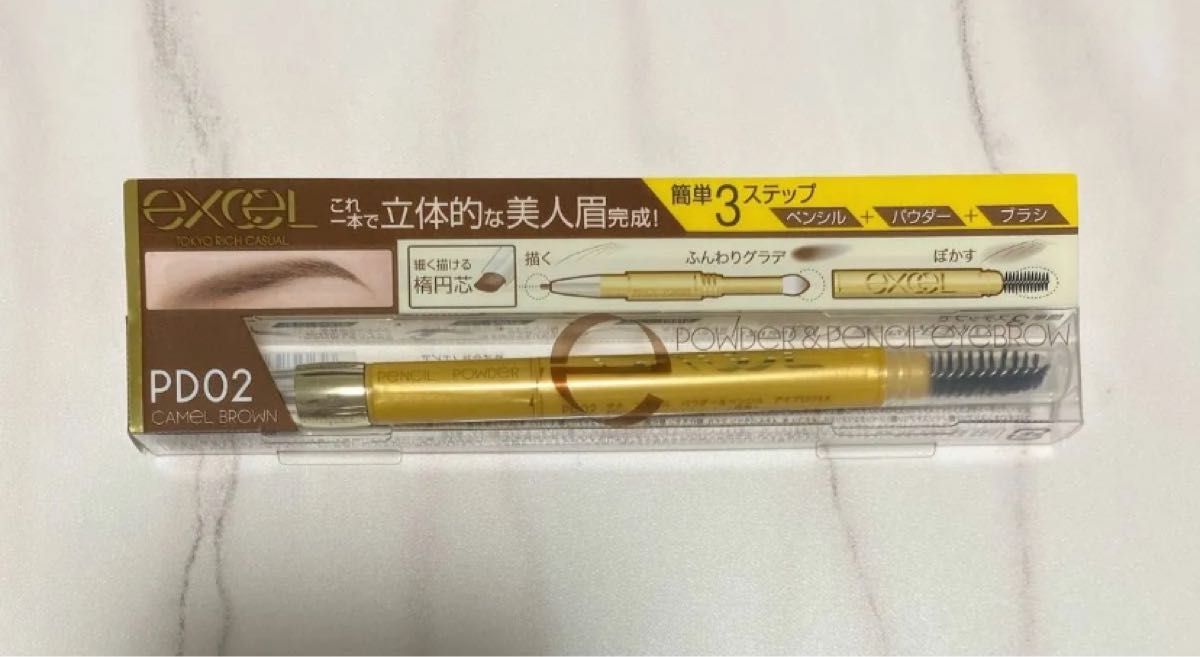 excel
TOKYO RICH CASUAL
これ
一本で立体的な美人眉完成!
簡単3ステップ
ペンシル + パウダー + ブラシ
細く描ける
楕円芯
描く
ふんわりグラデ
ぼかす
excel
e
POWDER & PENCIL EYEBROW
PENCIL POWDER
PD02
PD02
CAMEL BROWN